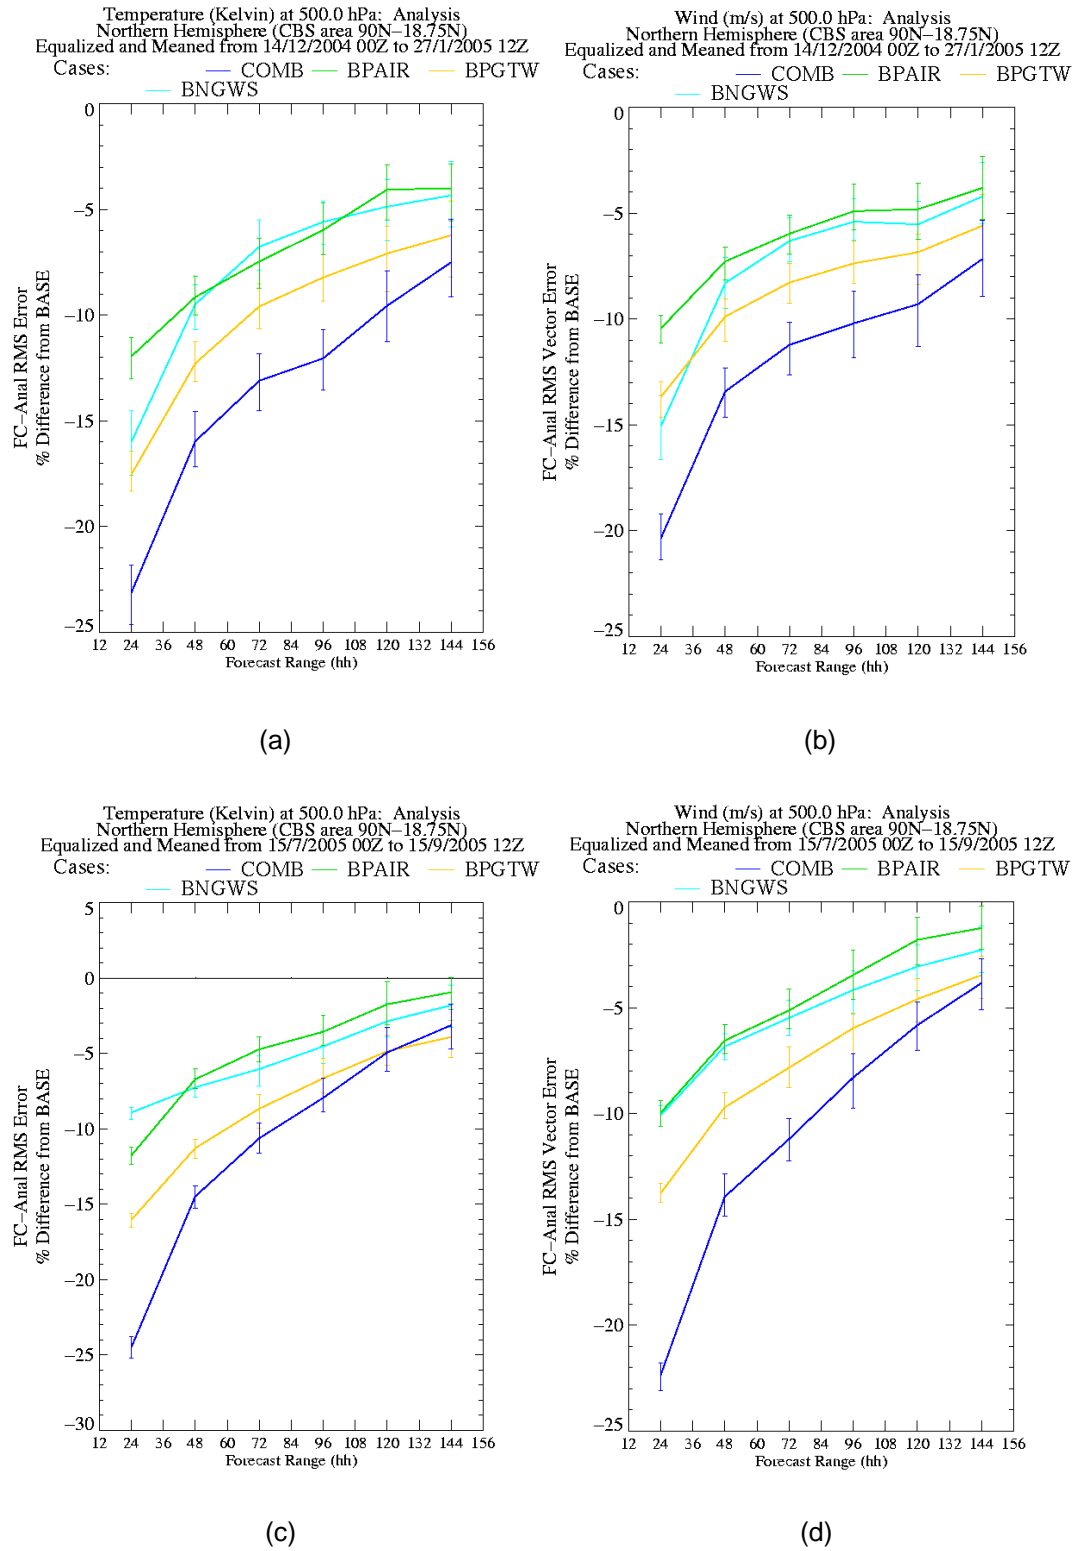 Temperature (Kelvin) at 500.0 hPa: Analysis
Northern Hemisphere (CBS area 90N−18.75N)
Equalized and Meaned from 14/12/2004 00Z to 27/1/2005 12Z
Cases: COMB BPAIR BPGTW
BNGWS
0
−5
−10
−15
−20
−25
FC−Anal RMS Error
% Difference from BASE
12 24 36 48 60 72 84 96 108 120 132 144 156
Forecast Range (hh)
(a)
Wind (m/s) at 500.0 hPa: Analysis
Northern Hemisphere (CBS area 90N−18.75N)
Equalized and Meaned from 14/12/2004 00Z to 27/1/2005 12Z
Cases: COMB BPAIR BPGTW
BNGWS
0
−5
−10
−15
−20
−25
FC−Anal RMS Vector Error
% Difference from BASE
12 24 36 48 60 72 84 96 108 120 132 144 156
Forecast Range (hh)
(b)
Temperature (Kelvin) at 500.0 hPa: Analysis
Northern Hemisphere (CBS area 90N−18.75N)
Equalized and Meaned from 15/7/2005 00Z to 15/9/2005 12Z
Cases: COMB BPAIR BPGTW
BNGWS
5
0
−5
−10
−15
−20
−25
−30
FC−Anal RMS Error
% Difference from BASE
12 24 36 48 60 72 84 96 108 120 132 144 156
Forecast Range (hh)
(c)
Wind (m/s) at 500.0 hPa: Analysis
Northern Hemisphere (CBS area 90N−18.75N)
Equalized and Meaned from 15/7/2005 00Z to 15/9/2005 12Z
Cases: COMB BPAIR BPGTW
BNGWS
0
−5
−10
−15
−20
−25
FC−Anal RMS Vector Error
% Difference from BASE
12 24 36 48 60 72 84 96 108 120 132 144 156
Forecast Range (hh)
(d)